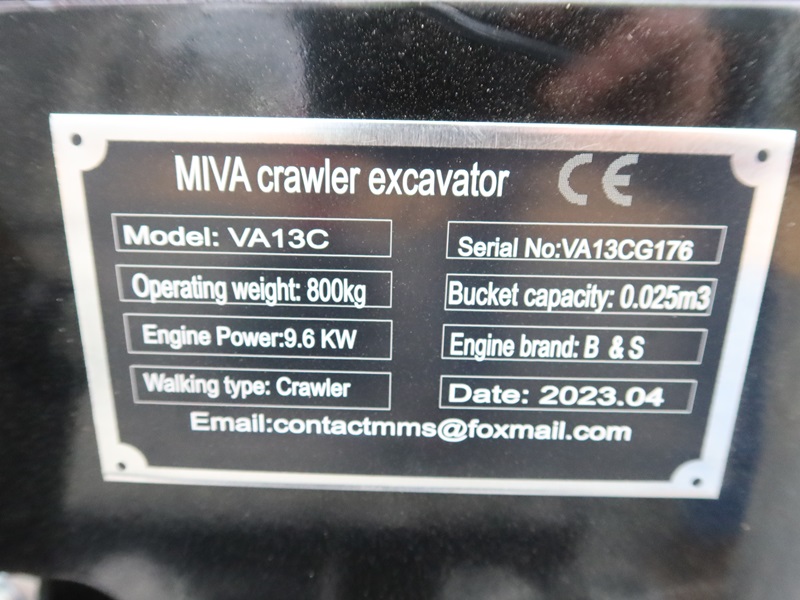 MIVA crawler excavator CE
Model: VA13C
Serial No:VA13CG176
Operating weight: 800kg
Bucket capacity: 0.025m3
Engine Power:9.6 KW
Engine brand: B & S
Walking type: Crawler
Date: 2023.04
Email:contactmms@foxmail.com